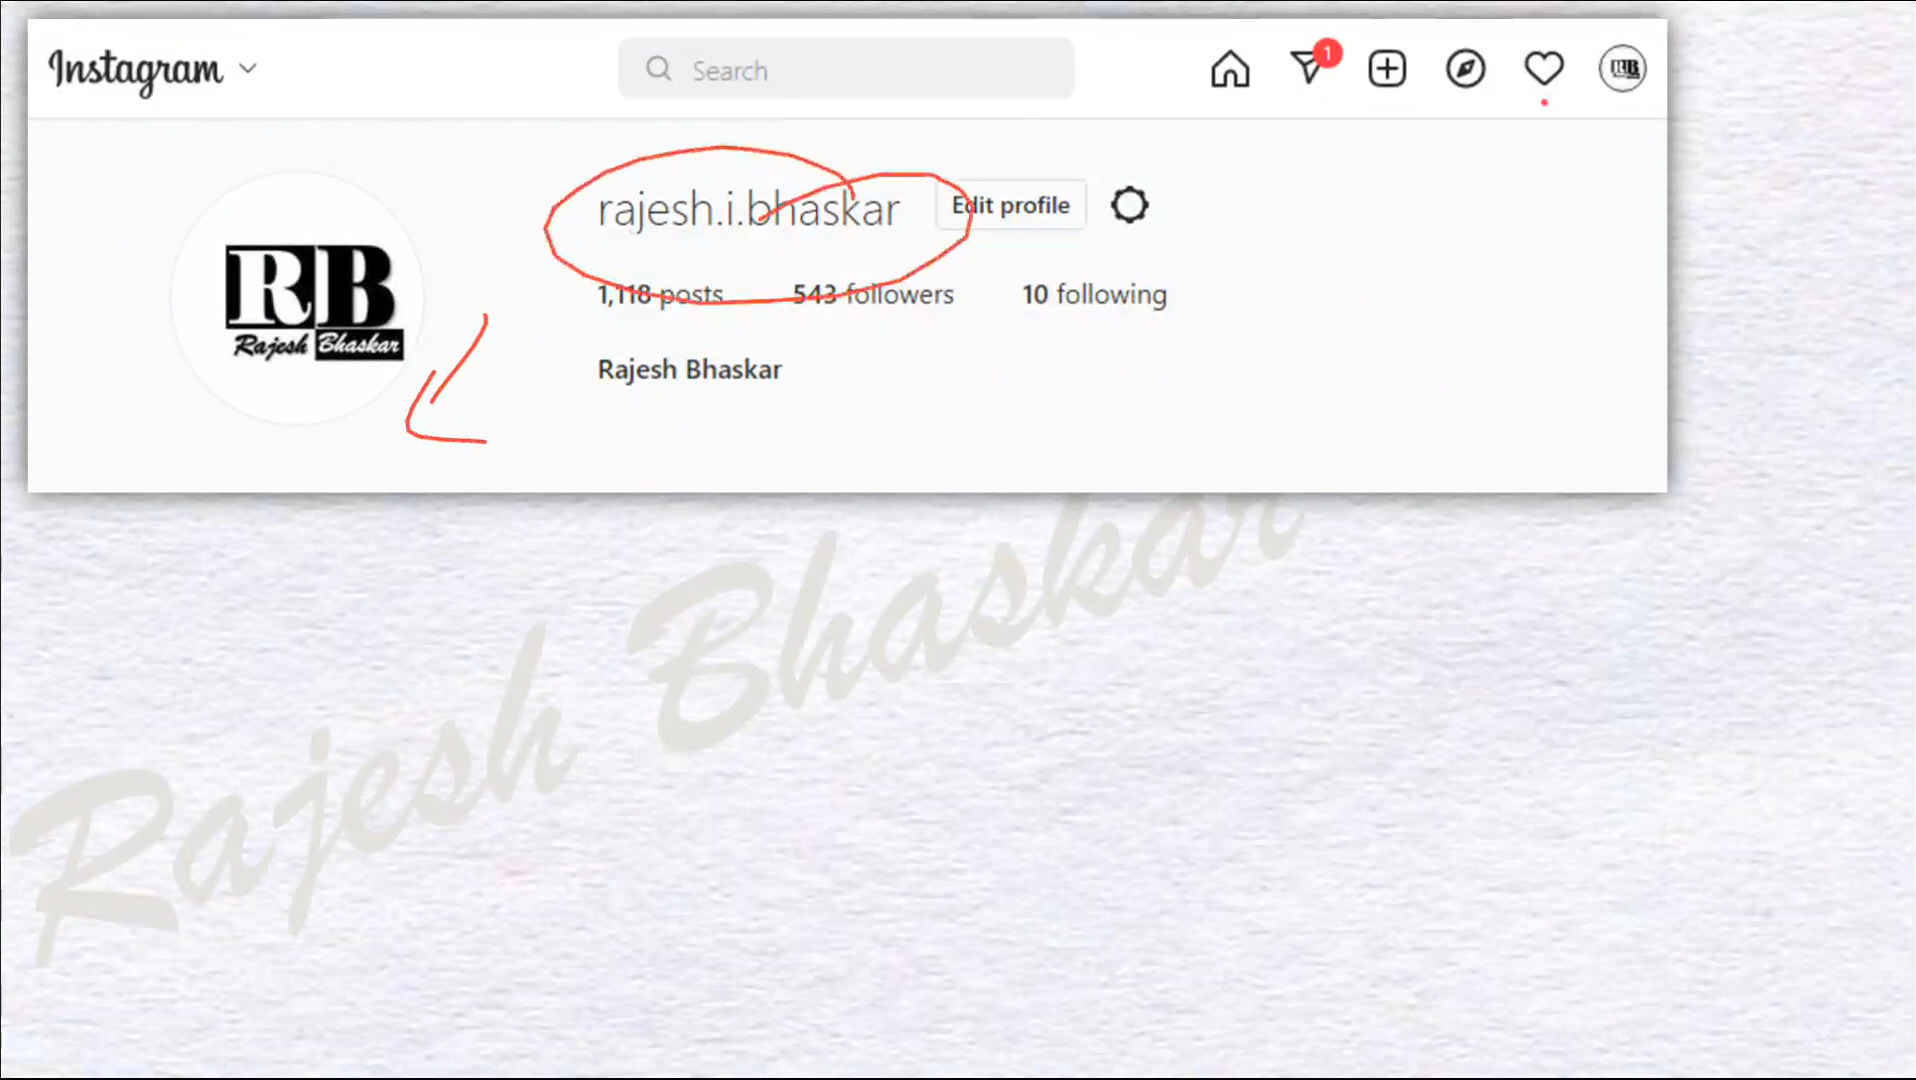 Instagram
Search
1
rajesh.i.bhaskar
Edit profile
1,118 posts
543 followers
10 following
RB
Rajesh Bhaskar
Rajesh Bhaskar
RB
Rajesh Bhaskar